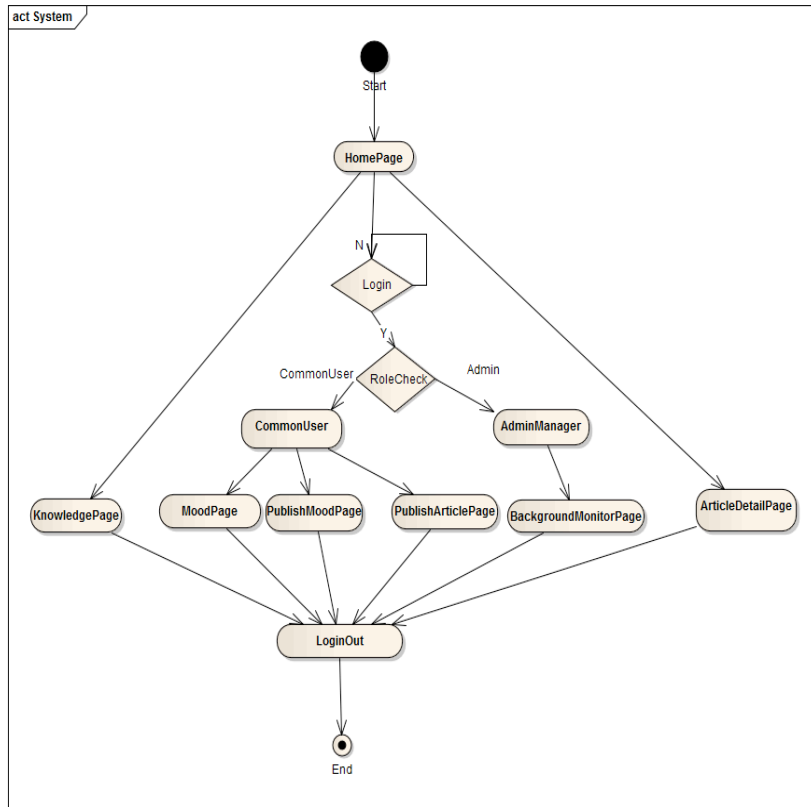 act System
Start
HomePage
N
Login
Y
RoleCheck
CommonUser
Admin
CommonUser
AdminManager
KnowledgePage
MoodPage
PublishMoodPage
PublishArticlePage
BackgroundMonitorPage
ArticleDetailPage
LoginOut
End